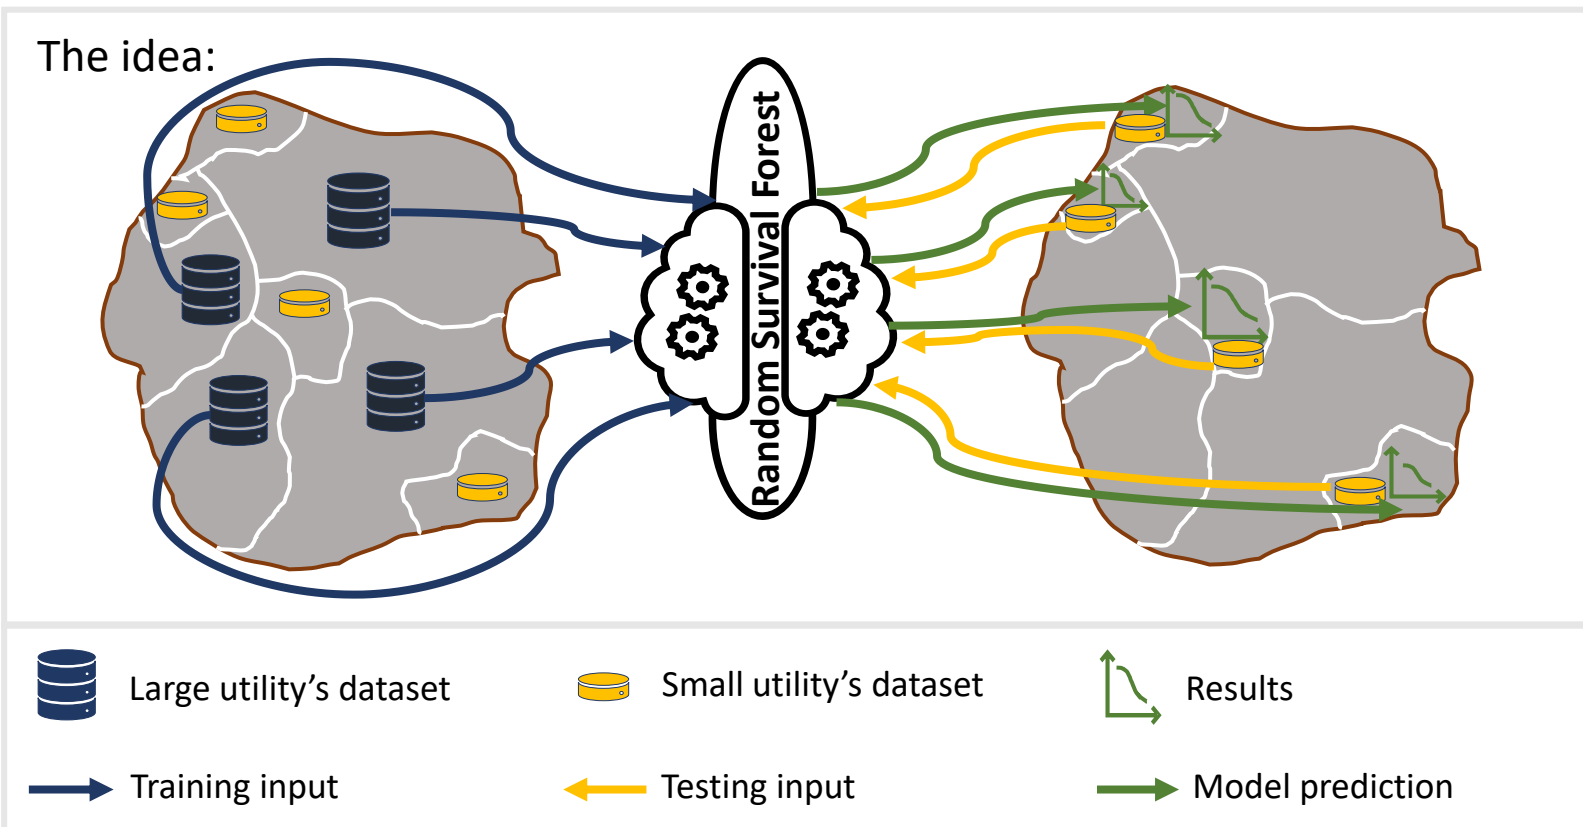 The idea:
Random Survival Forest
Large utility’s dataset
Small utility’s dataset
Results
Training input
Testing input
Model prediction